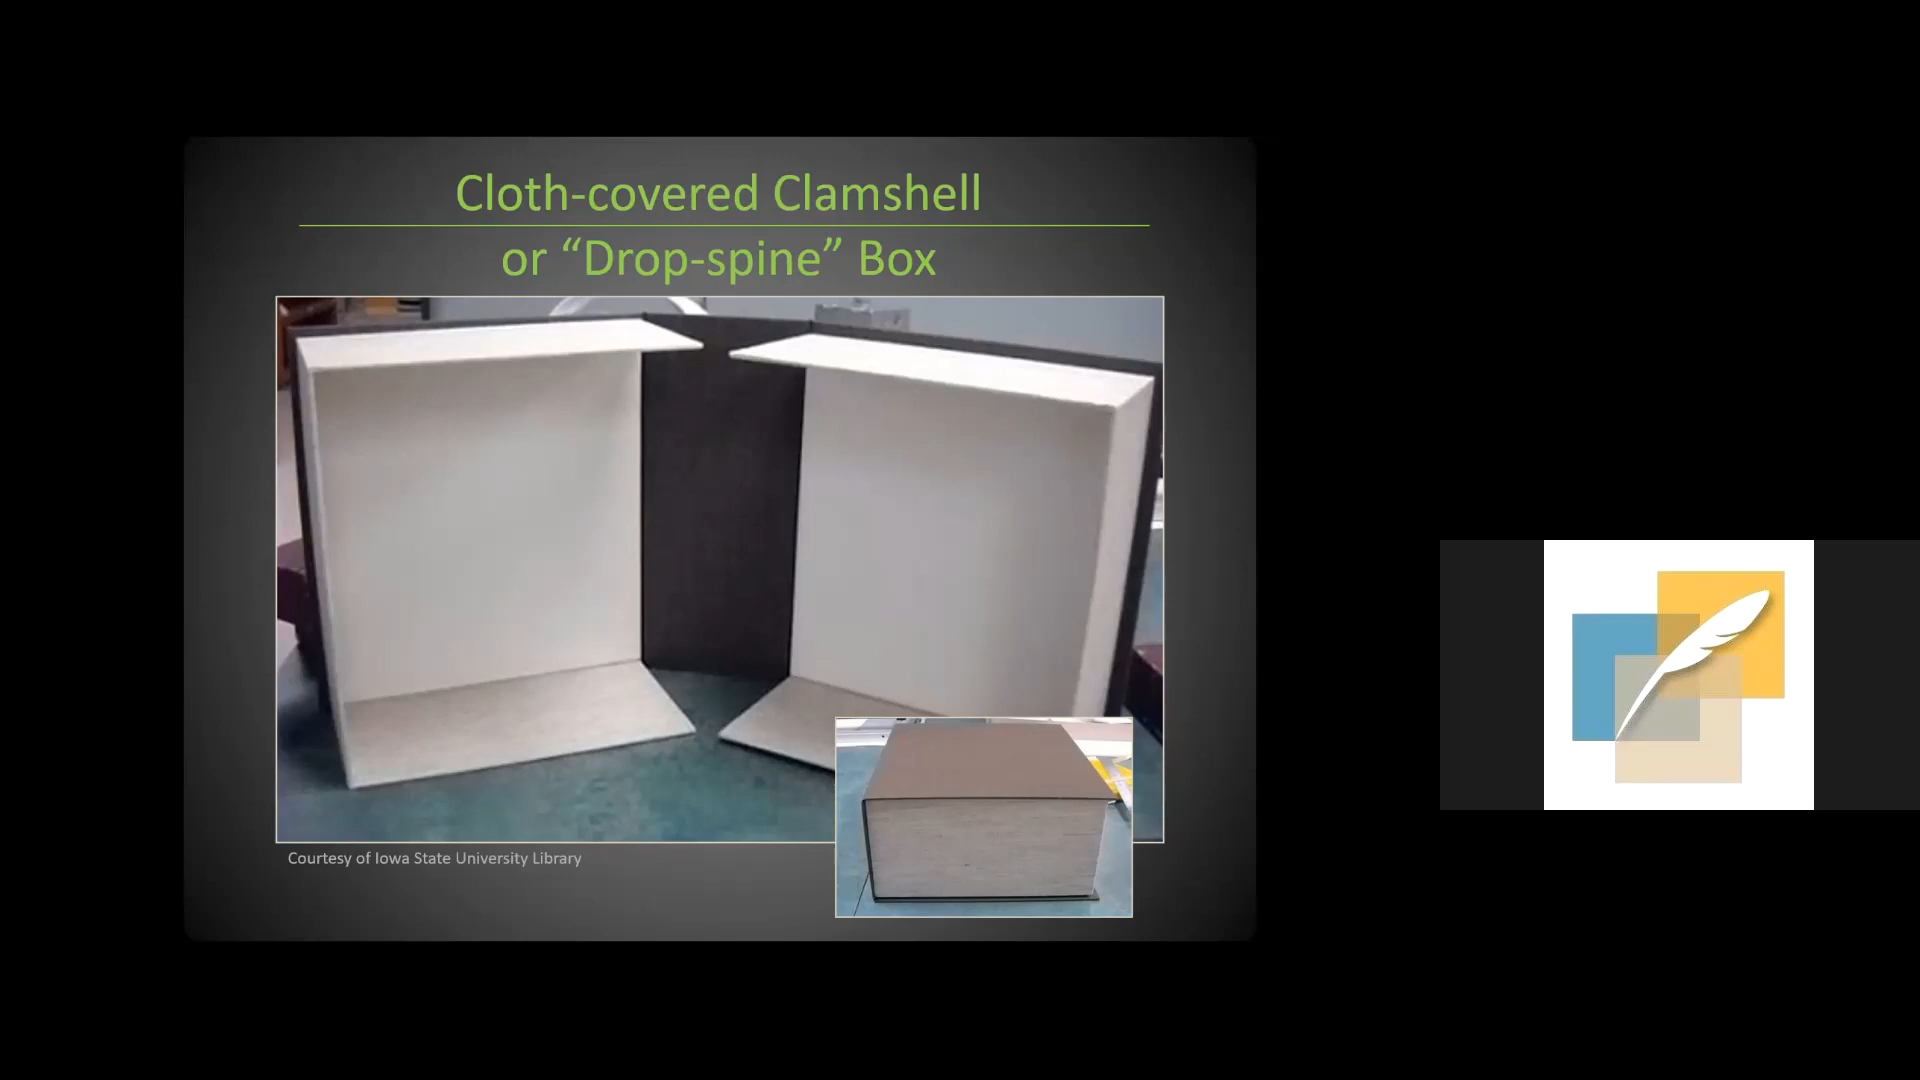 Cloth-covered Clamshell
or “Drop-spine” Box
Courtesy of Iowa State University Library